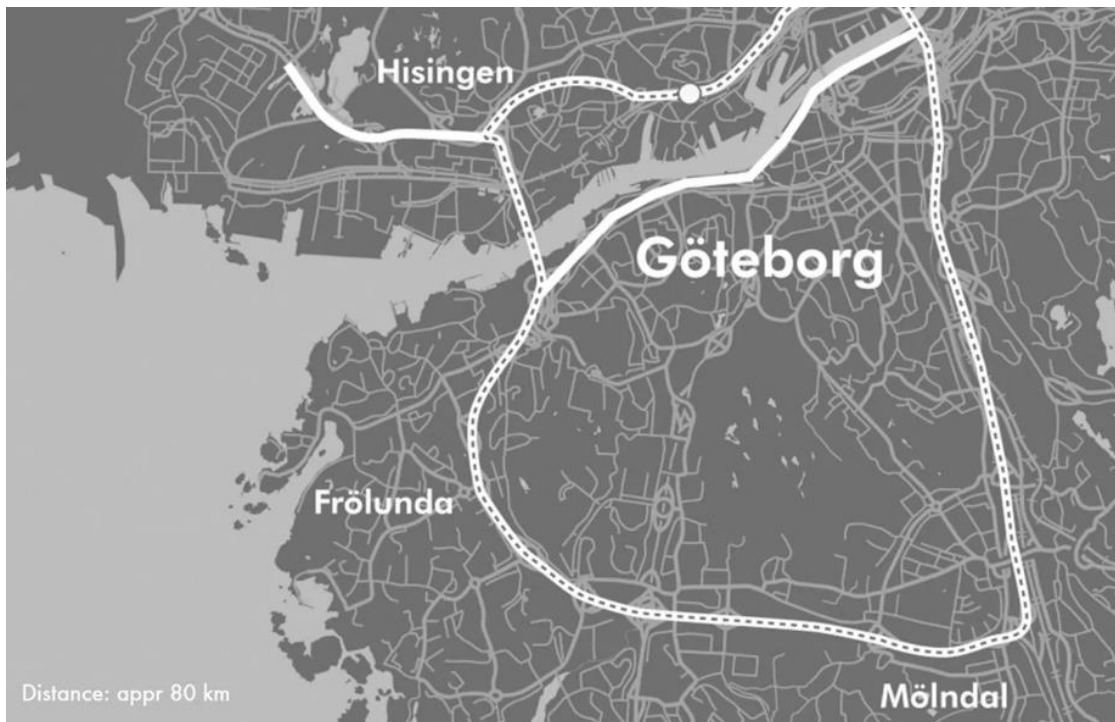 Hisingen
Göteborg
Frölunda
Distance: appr 80 km
Mölndal